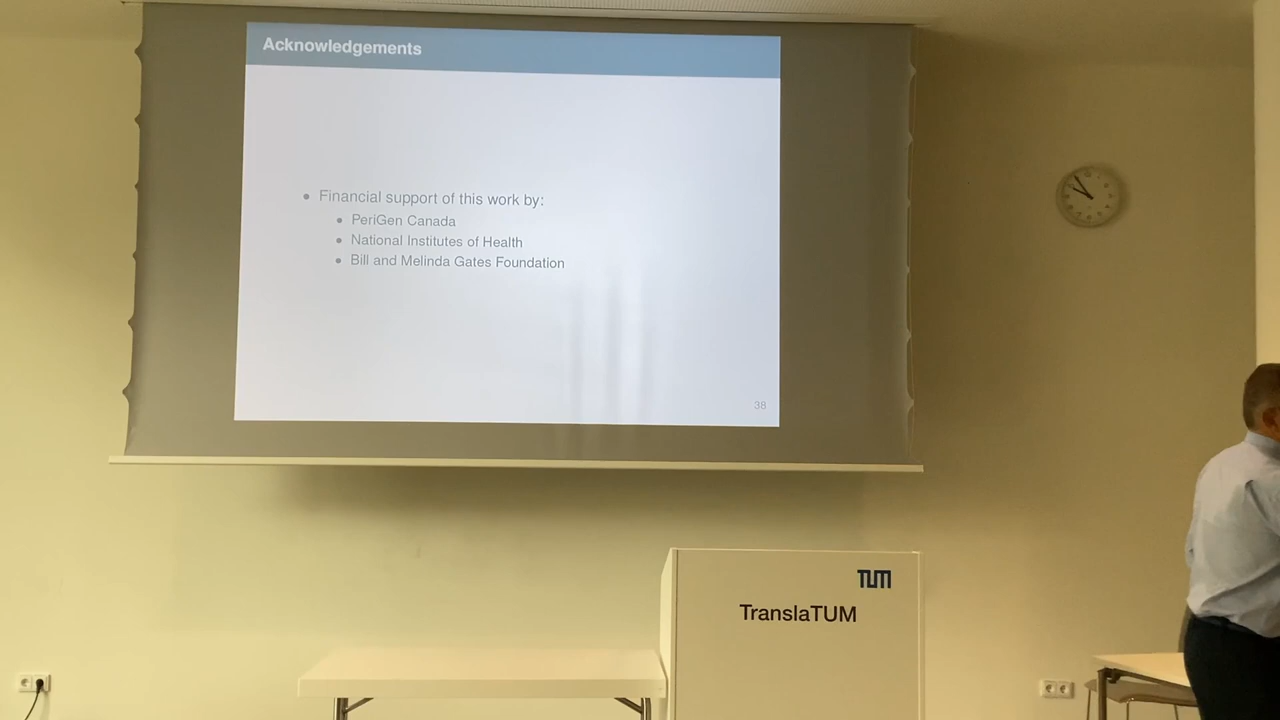 Acknowledgements
Financial support of this work by:
PeriGen Canada
National Institutes of Health
Bill and Melinda Gates Foundation
38
TUM
TranslaTUM